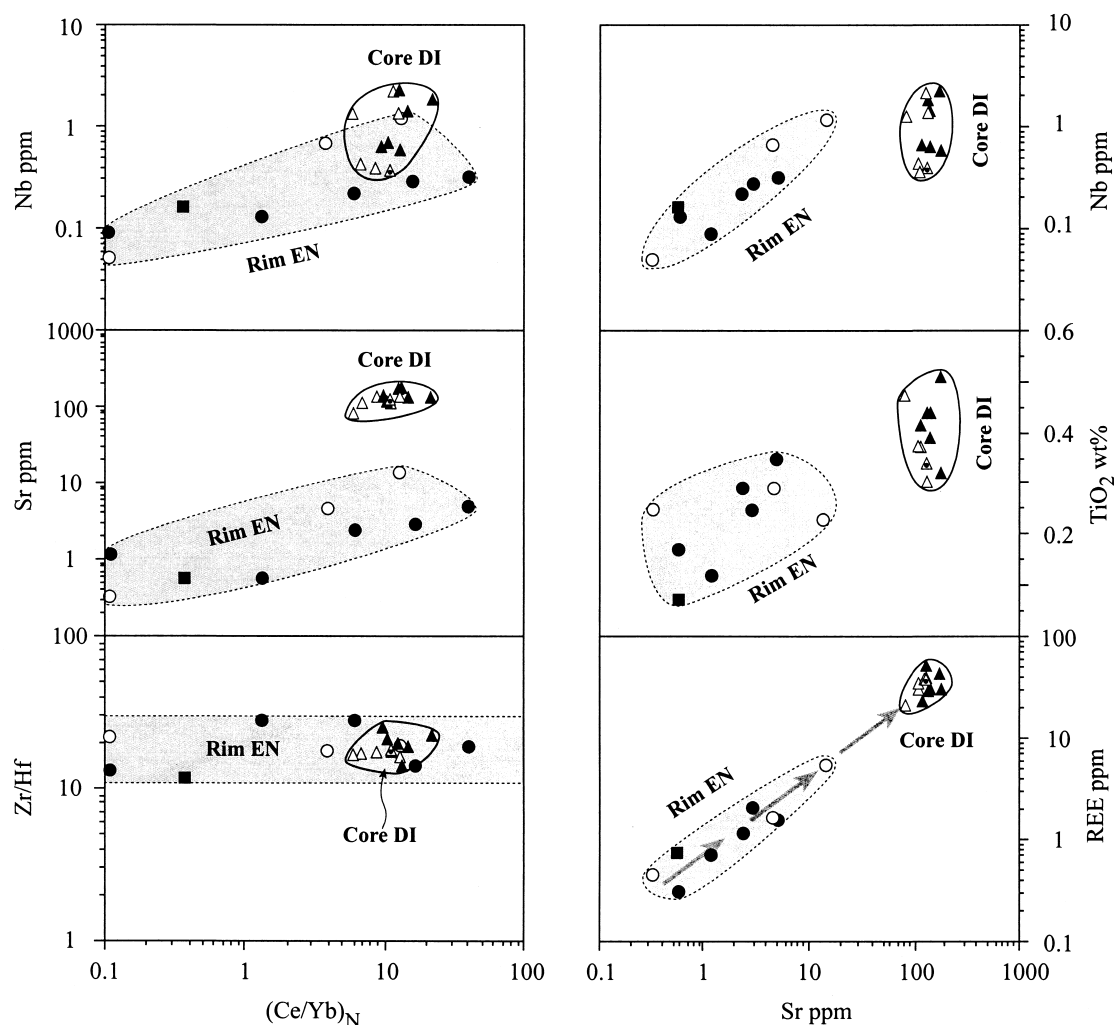 10
Core DI
Nb ppm
1
0.1
Rim EN
10
Core DI
Nb ppm
1
0.1
Rim EN
1000
Core DI
Sr ppm
100
10
Rim EN
1
0.6
Core DI
TiO2 wt%
0.4
0.2
Rim EN
100
Rim EN
Zr/Hf
10
Core DI
1
0.1 1 10 100
(Ce/Yb)N
100
Core DI
Rim EN
REE ppm
10
1
0.1
0.1 1 10 100 1000
Sr ppm